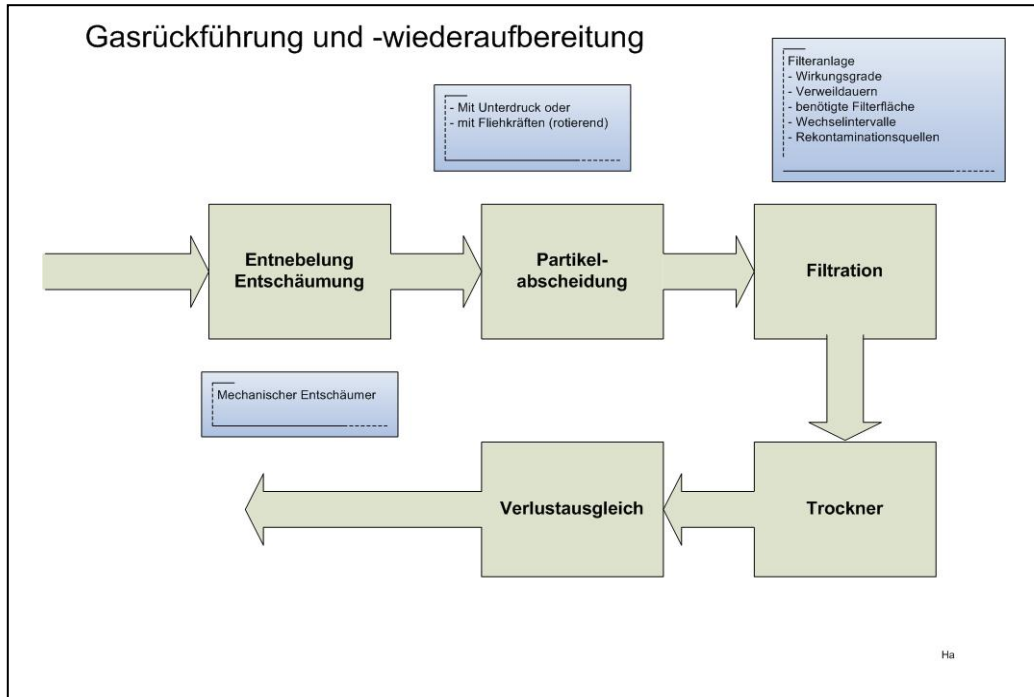 Gasrückführung und -wiederaufbereitung
- Mit Unterdruck oder
- mit Fliehkräften (rotierend)
Filteranlage
- Wirkungsgrade
- Verweildauern
- benötigte Filterfläche
- Wechselintervalle
- Rekontaminationsquellen
Entnebelung
Entschäumung
Partikel-
abscheidung
Filtration
Mechanischer Entschäumer
Verlustausgleich
Trockner
Ha